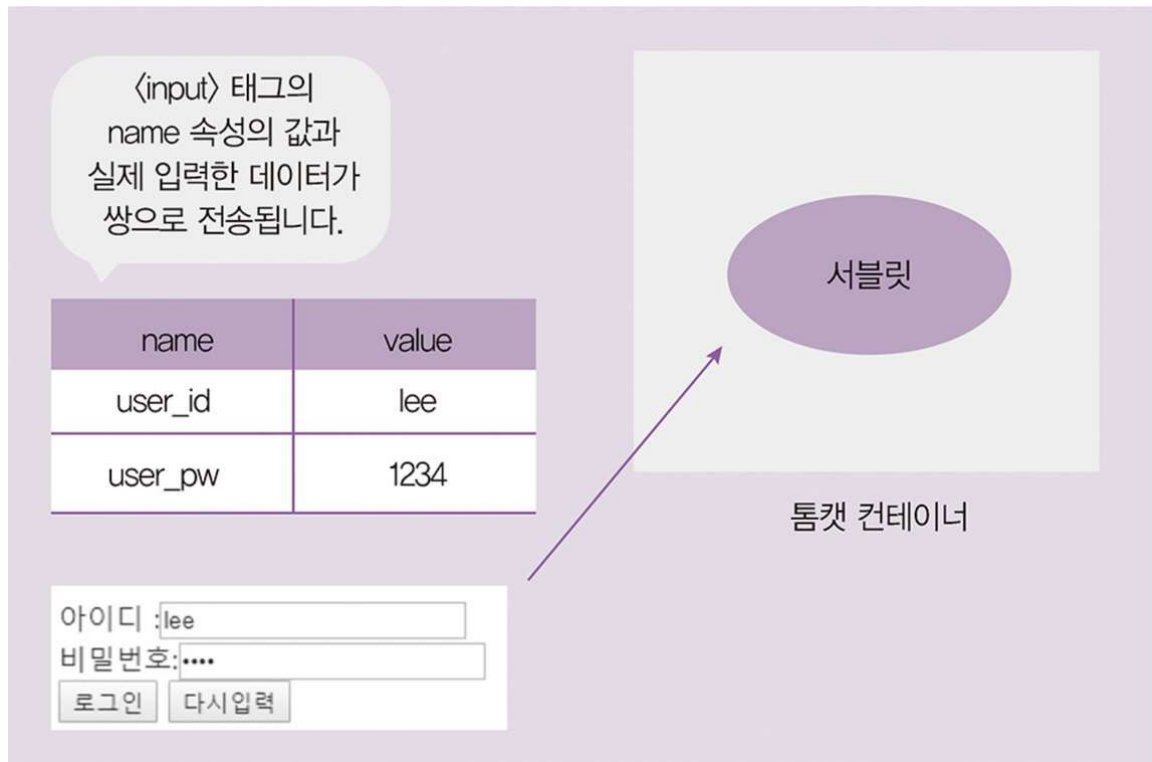 〈input〉 태그의
name 속성의 값과
실제 입력한 데이터가
쌍으로 전송됩니다.
name value
user_id lee
user_pw 1234
아이디 :lee
비밀번호:••••
로그인 다시입력
서블릿
톰캣 컨테이너